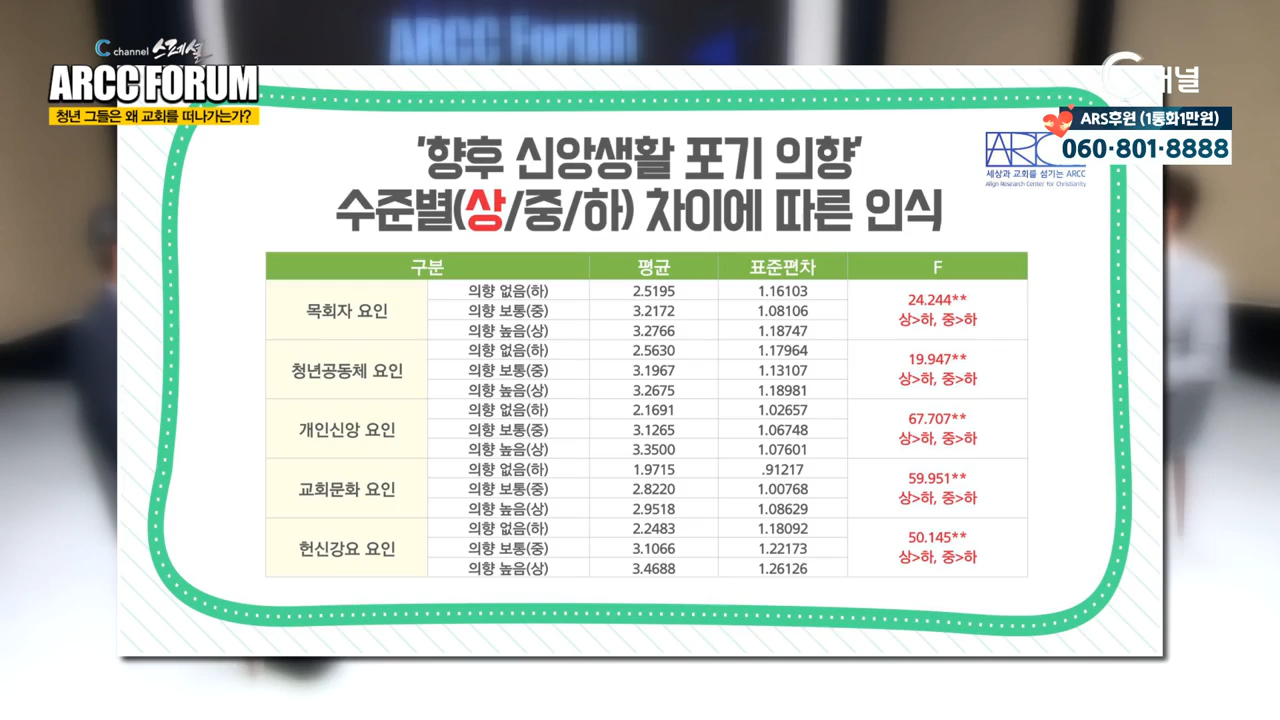 ARCC Forum
C channel 스페셜
ARCC FORUM
청년 그들은 왜 교회를 떠나가는가?
ARS후원 (1통화1만원)
060·801·8888
'향후 신앙생활 포기 의향'
수준별(상/중/하) 차이에 따른 인식
세상과 교회를 섬기는 ARCC
Align Research Center for Christianity
구분 평균 표준편차 F
목회자 요인 의향 없음(하) 2.5195 1.16103 24.244**
의향 보통(중) 3.2172 1.08106 상>하, 중>하
의향 높음(상) 3.2766 1.18747
청년공동체 요인 의향 없음(하) 2.5630 1.17964 19.947**
의향 보통(중) 3.1967 1.13107 상>하, 중>하
의향 높음(상) 3.2675 1.18981
개인신앙 요인 의향 없음(하) 2.1691 1.02657 67.707**
의향 보통(중) 3.1265 1.06748 상>하, 중>하
의향 높음(상) 3.3500 1.07601
교회문화 요인 의향 없음(하) 1.9715 .91217 59.951**
의향 보통(중) 2.8220 1.00768 상>하, 중>하
의향 높음(상) 2.9518 1.08629
헌신강요 요인 의향 없음(하) 2.2483 1.18092 50.145**
의향 보통(중) 3.1066 1.22173 상>하, 중>하
의향 높음(상) 3.4688 1.26126